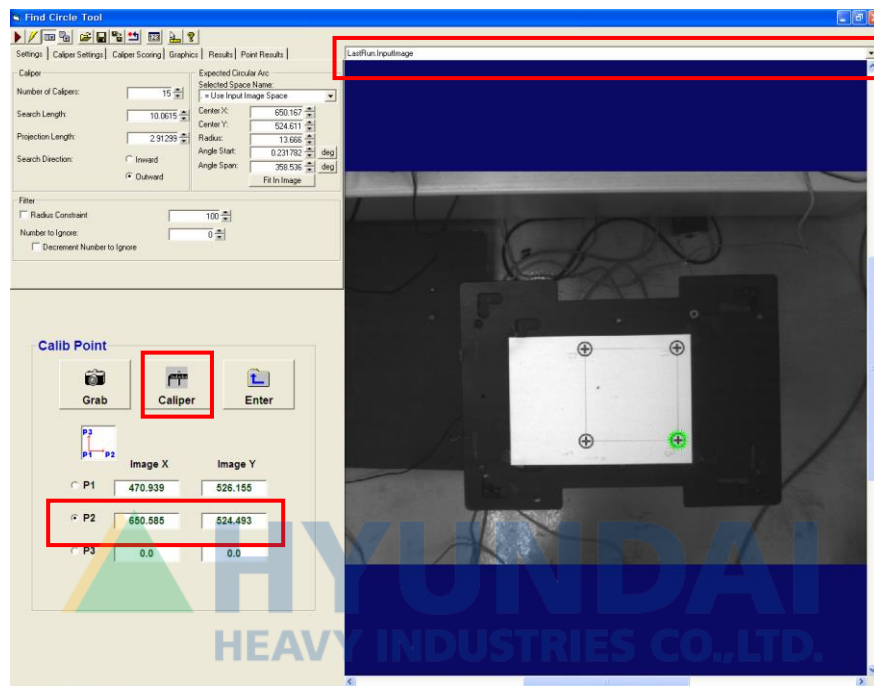 Find Circle Tool
Settings Caliper Settings Caliper Scoring Graphics Results Point Results
LastRun.InputImage
Caliper
Number of Calipers: 15
Search Length: 10.0615
Projection Length: 2.91299
Search Direction: Inward
Outward
Expected Circular Arc
Selected Space Name:
. = Use Input Image Space
Center X: 650.167
Center Y: 524.611
Radius: 13.666
Angle Start: 0.231782 deg
Angle Span: 358.536 deg
Fit In Image
Fitter
Radius Constraint 100
Number to Ignore: 0
Decrement Number to Ignore
Calib Point
Grab Caliper Enter
P3
P1 P2
Image X Image Y
P1 470.939 526.155
P2 650.585 524.493
P3 0.0 0.0
HYUNDAI
HEAVY INDUSTRIES CO.,LTD.